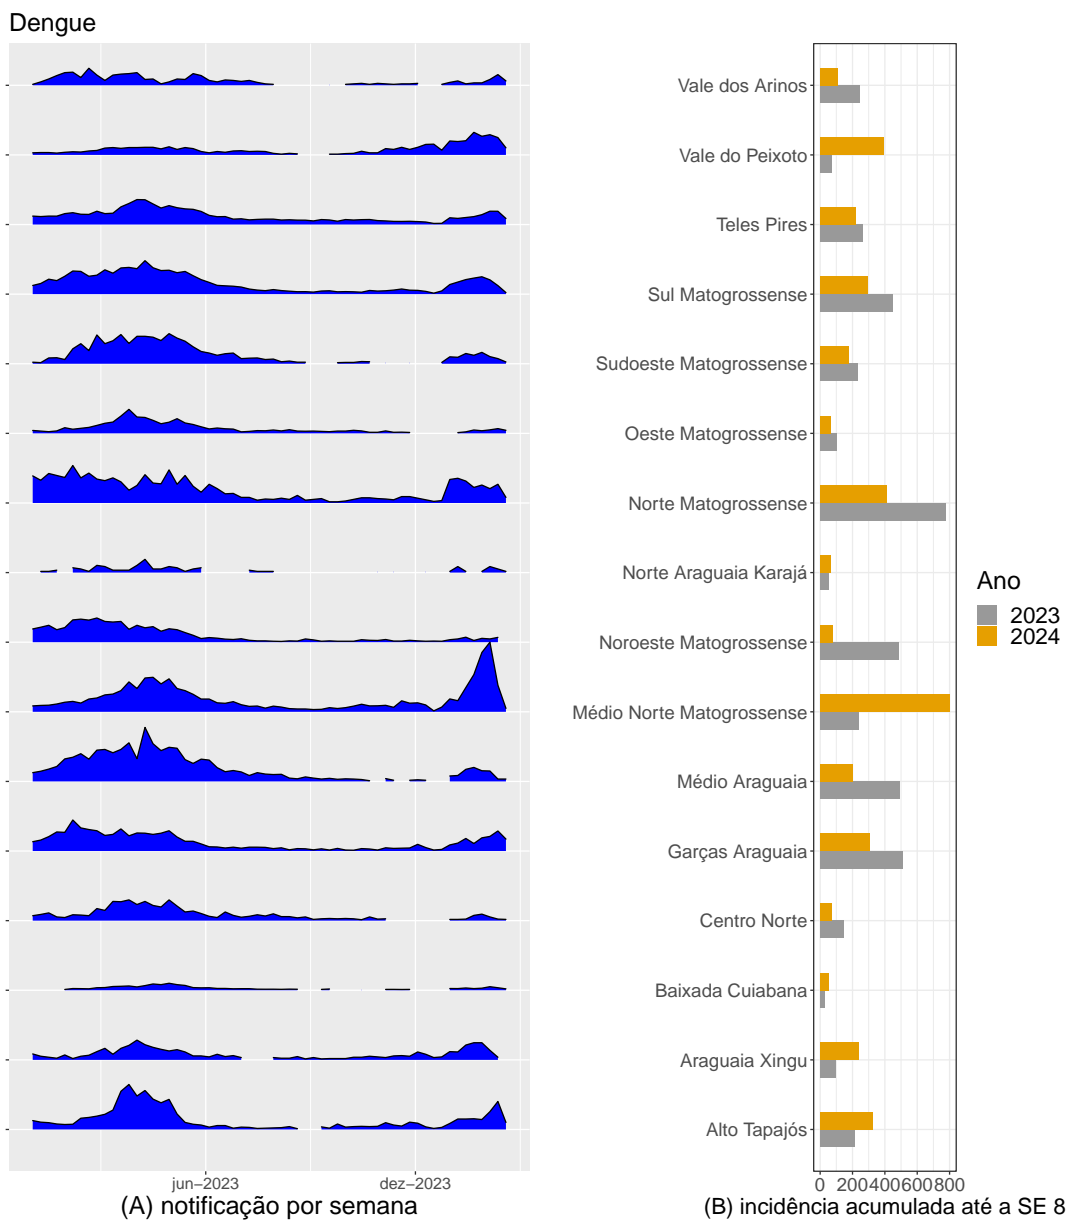 Dengue
Vale dos Arinos
Vale do Peixoto
Teles Pires
Sul Matogrossense
Sudoeste Matogrossense
Oeste Matogrossense
Norte Matogrossense
Norte Araguaia Karajá
Noroeste Matogrossense
Médio Norte Matogrossense
Médio Araguaia
Garças Araguaia
Centro Norte
Baixada Cuiabana
Araguaia Xingu
Alto Tapajós
Ano
2023
2024
jun−2023 dez−2023
0 200 400 600 800
(A) notificação por semana
(B) incidência acumulada até a SE 8